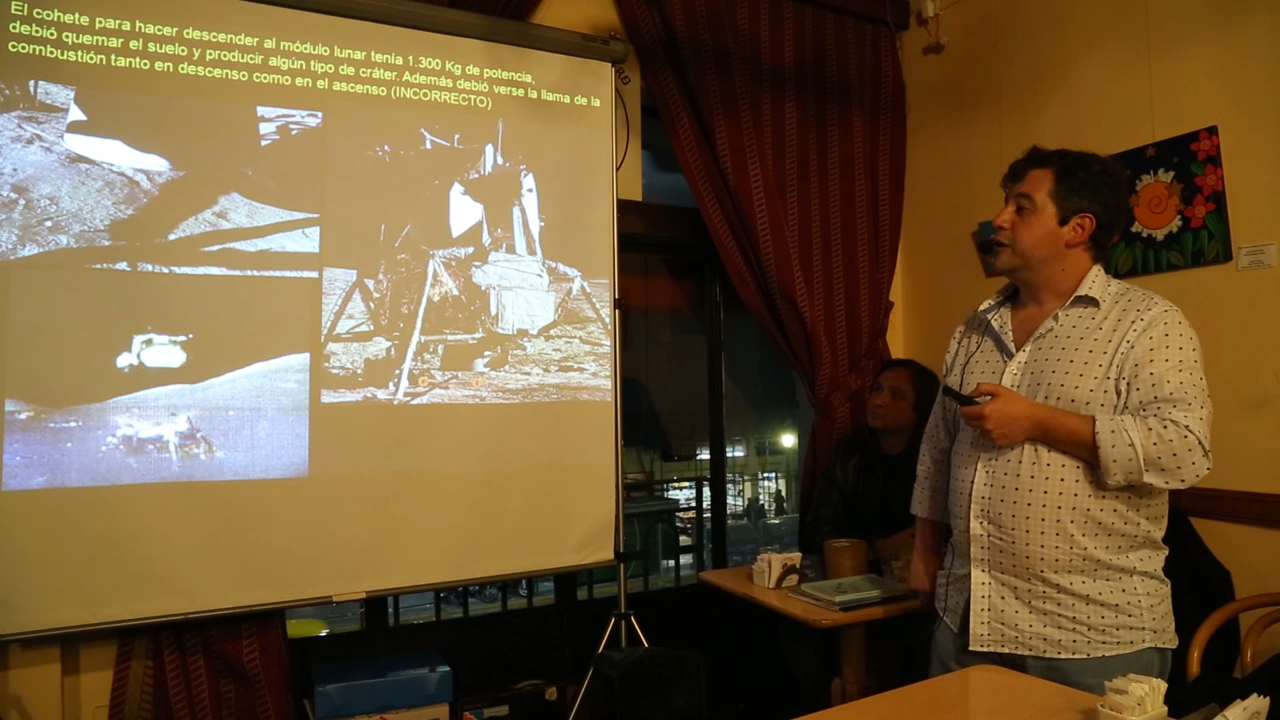 El cohete para hacer descender al módulo lunar tenía 1.300 Kg de potencia,
debió quemar el suelo y producir algún tipo de cráter. Además debió verse la llama de la
combustión tanto en descenso como en el ascenso (INCORRECTO)